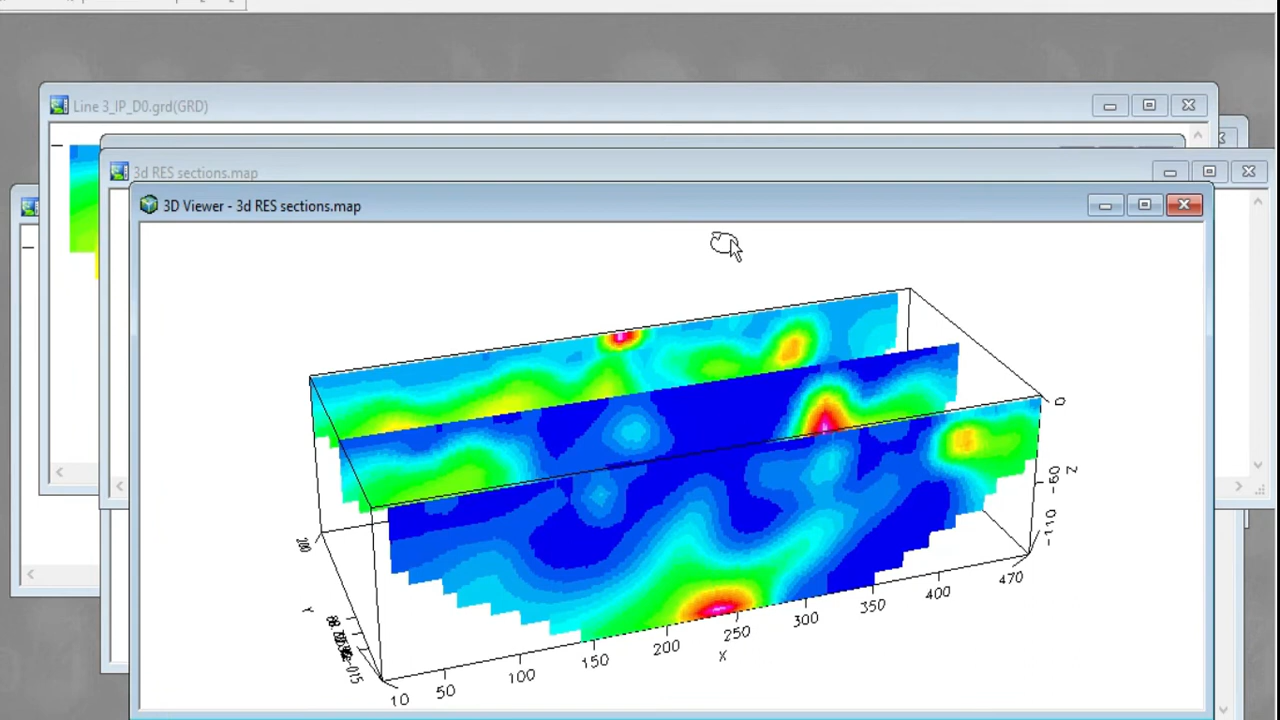 Line 3_IP_D0.grd(GRD)
3d RES sections.map
3D Viewer - 3d RES sections.map
0
-60
Z
-110
200
Y
470
400
350
300
250
X
200
150
100
50
10